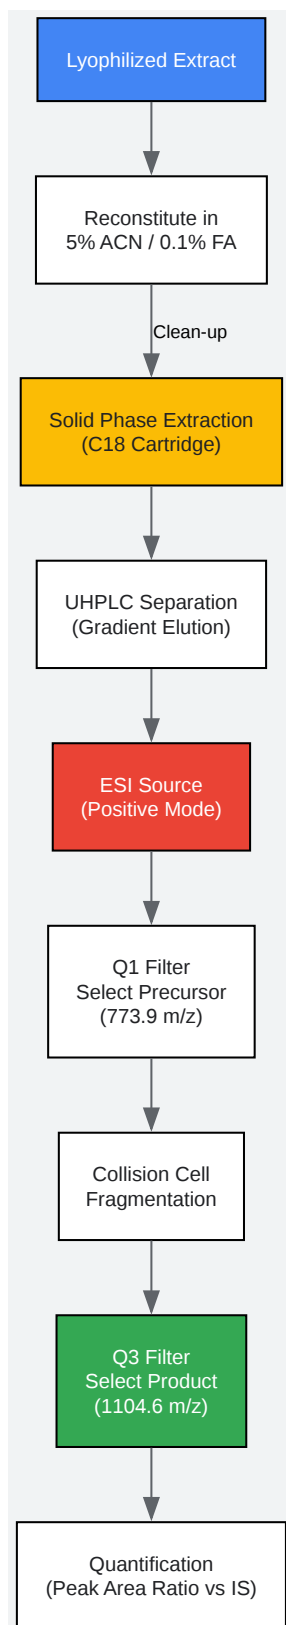 Lyophilized Extract
Reconstitute in
5% ACN / 0.1% FA
Clean-up
Solid Phase Extraction
(C18 Cartridge)
UHPLC Separation
(Gradient Elution)
ESI Source
(Positive Mode)
Q1 Filter
Select Precursor
(773.9 m/z)
Collision Cell
Fragmentation
Q3 Filter
Select Product
(1104.6 m/z)
Quantification
(Peak Area Ratio vs IS)